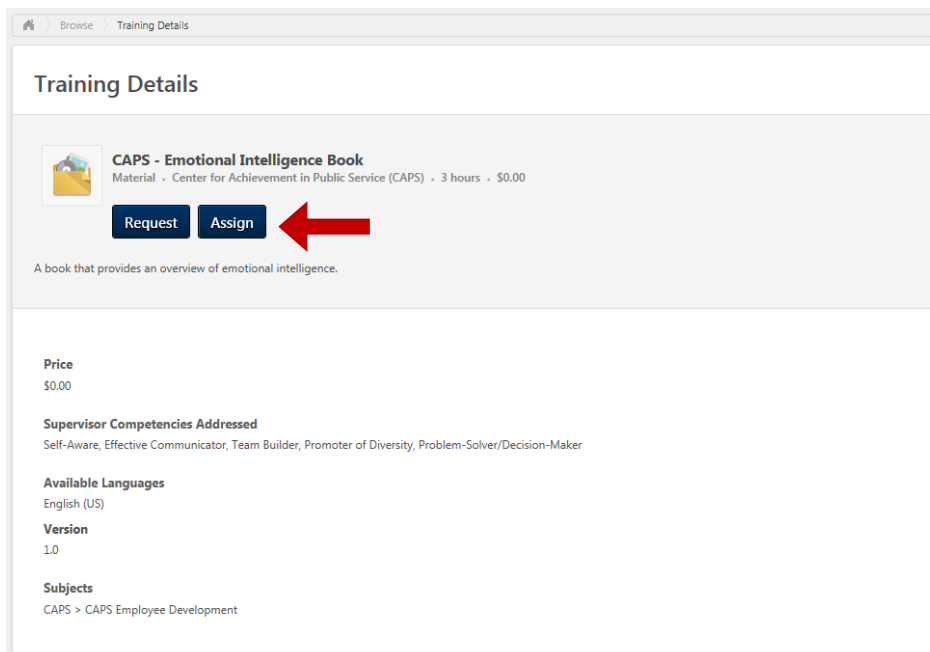 Browse Training Details
Training Details
CAPS - Emotional Intelligence Book
Material • Center for Achievement in Public Service (CAPS) • 3 hours • $0.00
Request Assign
A book that provides an overview of emotional intelligence.
Price
$0.00
Supervisor Competencies Addressed
Self-Aware, Effective Communicator, Team Builder, Promoter of Diversity, Problem-Solver/Decision-Maker
Available Languages
English (US)
Version
1.0
Subjects
CAPS > CAPS Employee Development